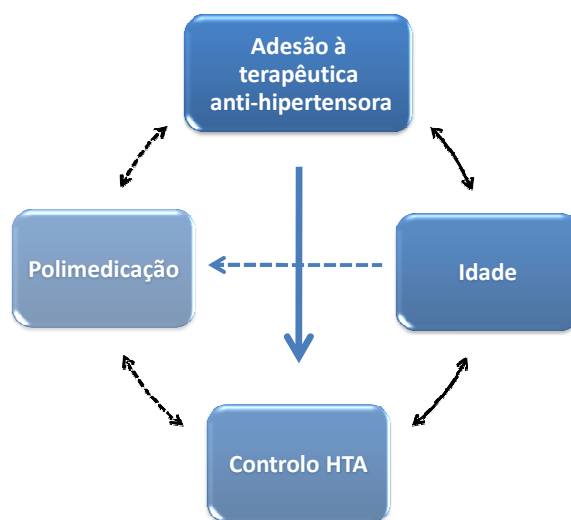 Adesão à
terapêutica
anti-hipertensora
Polimedicação
Idade
Controlo HTA